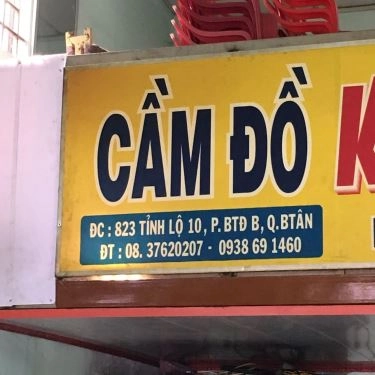 CẦM ĐỒ K
ĐC : 823 TỈNH LỘ 10, P. BTĐ B, Q.BTÂN
ĐT : 08. 37620207 - 0938 69 1460